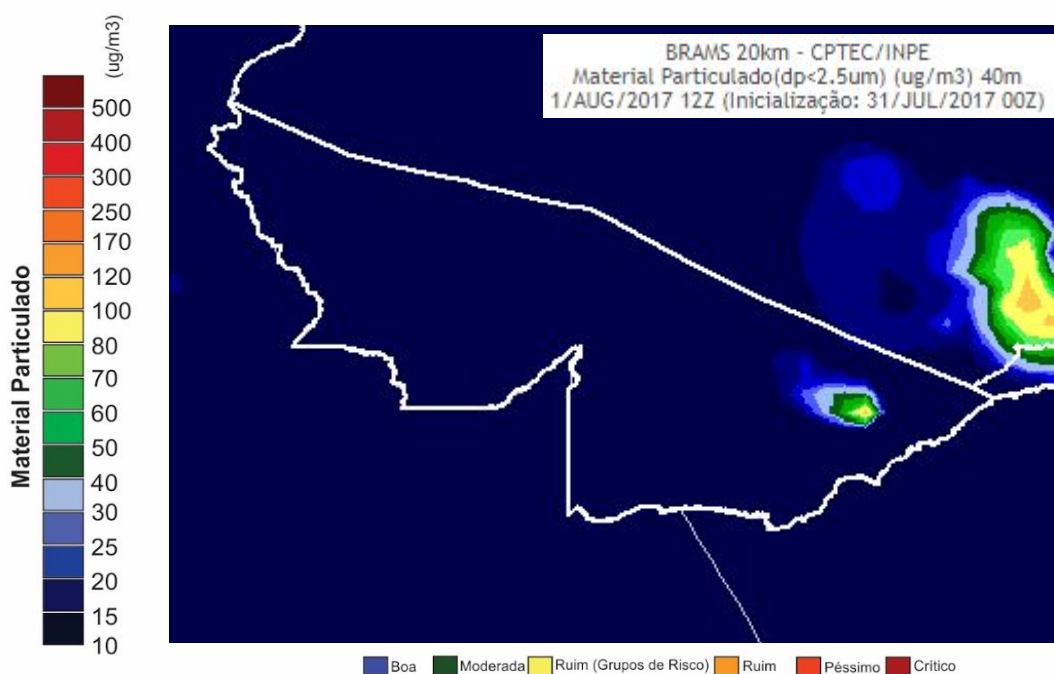 BRAMS 20km - CPTEC/INPE
Material Particulado(dp<2.5um) (ug/m3) 40m
1/AUG/2017 12Z (Inicialização: 31/JUL/2017 00Z)
(ug/m3)
Material Particulado
500
400
300
250
170
120
100
80
70
60
50
40
30
25
20
15
10
Boa Moderada Ruim (Grupos de Risco) Ruim Péssimo Crítico